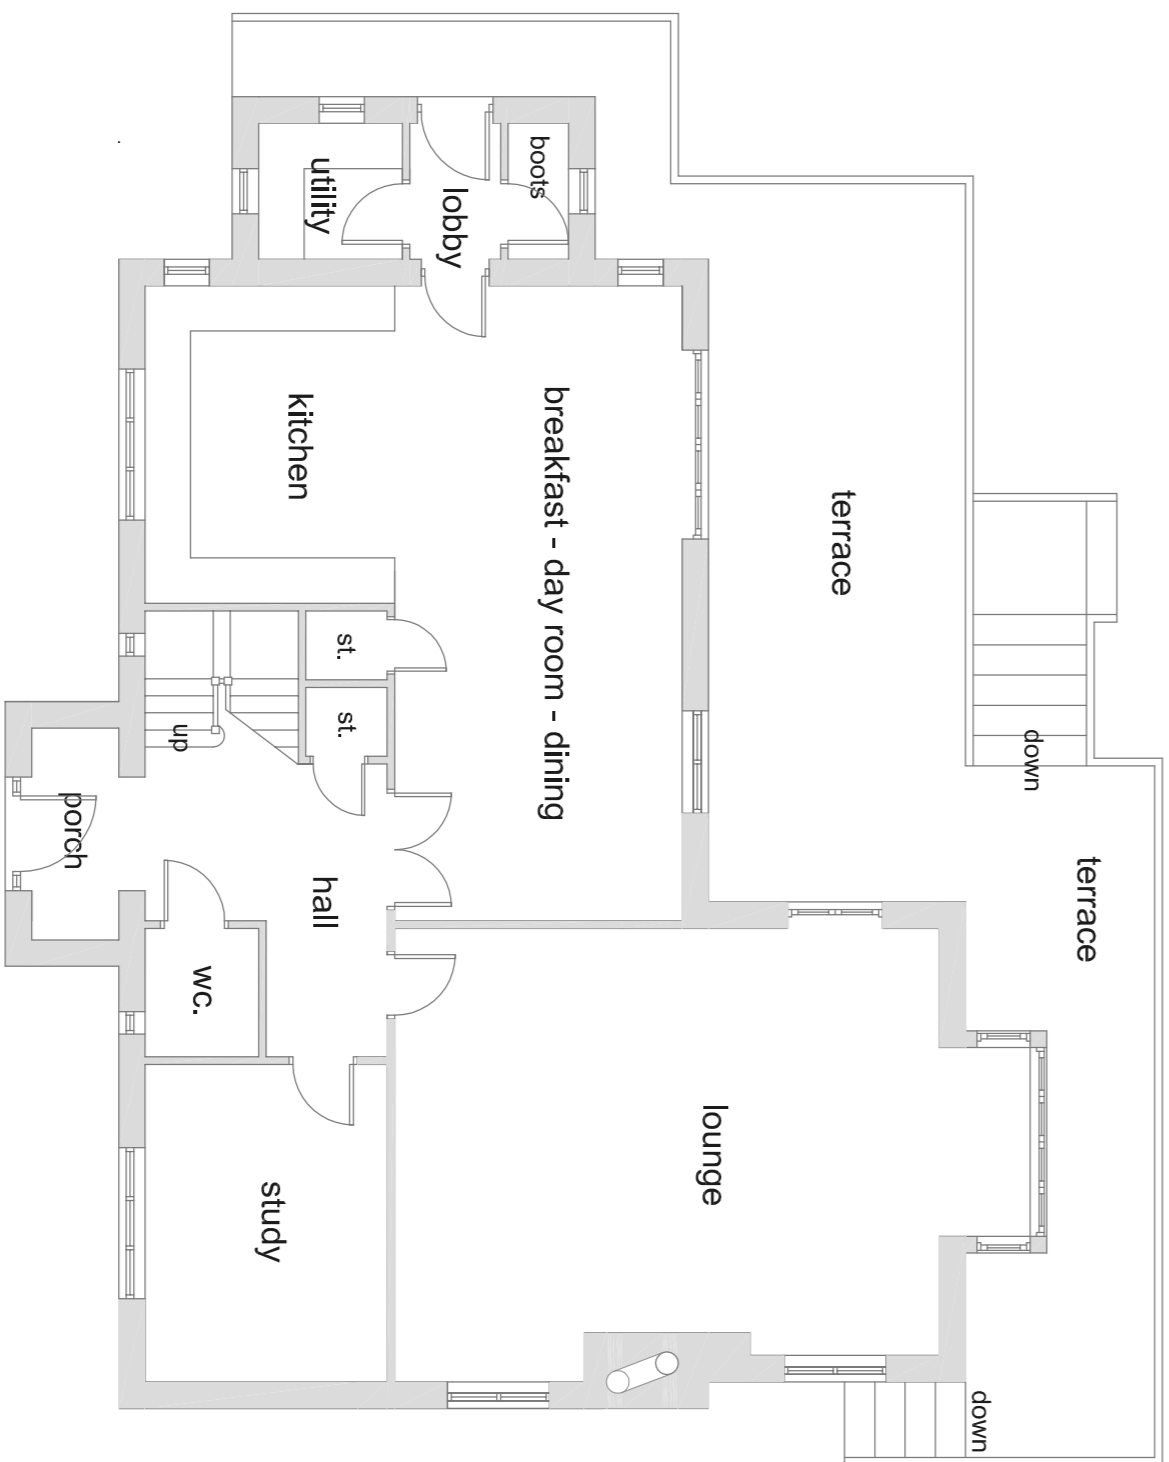 boots
utility
lobby
kitchen
breakfast - day room - dining
terrace
st.
st.
up
down
porch
hall
terrace
wc.
lounge
study
down